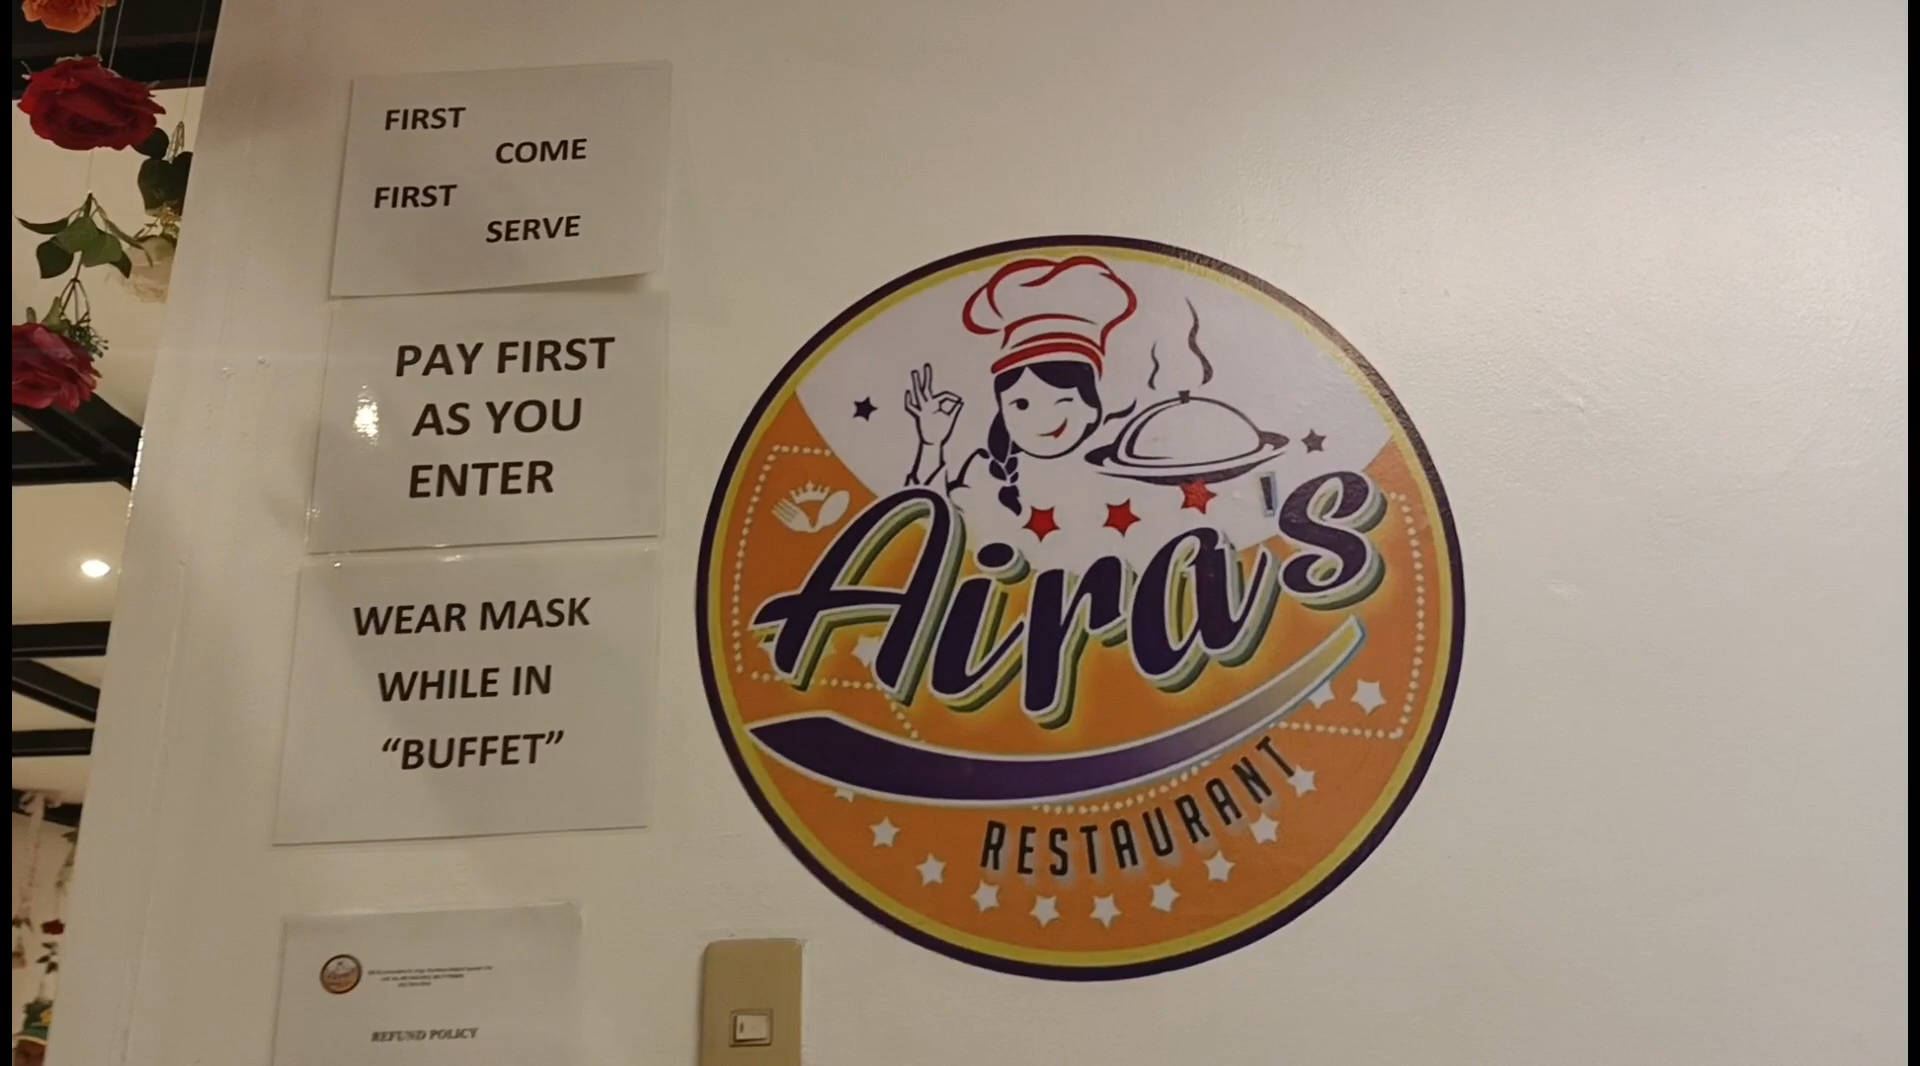 FIRST
COME
FIRST
SERVE
PAY FIRST
AS YOU
ENTER
WEAR MASK
WHILE IN
“BUFFET”
Aira's
RESTAURANT
REFUND POLICY